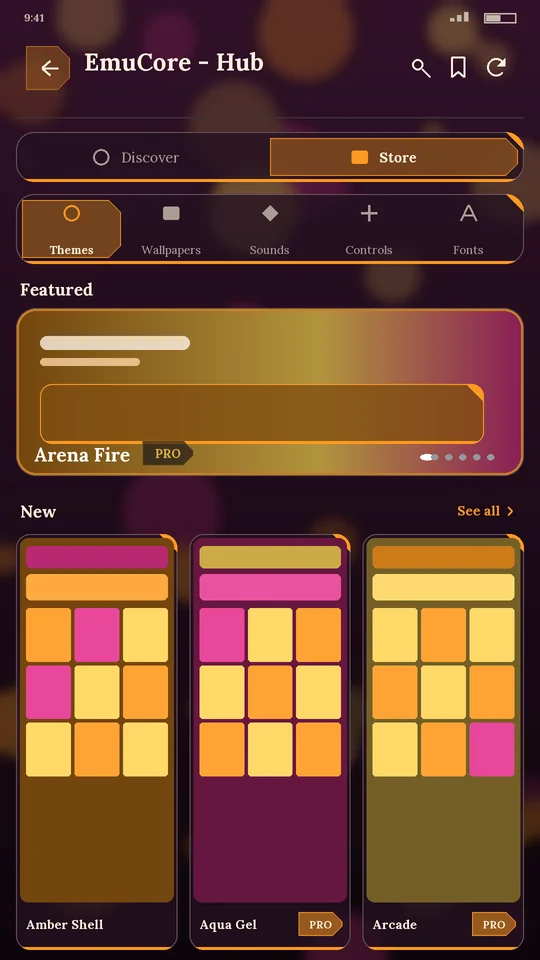 9:41
EmuCore - Hub
Discover
Store
Themes
Wallpapers
Sounds
Controls
Fonts
Featured
Arena Fire
PRO
New
See all
Amber Shell
Aqua Gel
PRO
Arcade
PRO